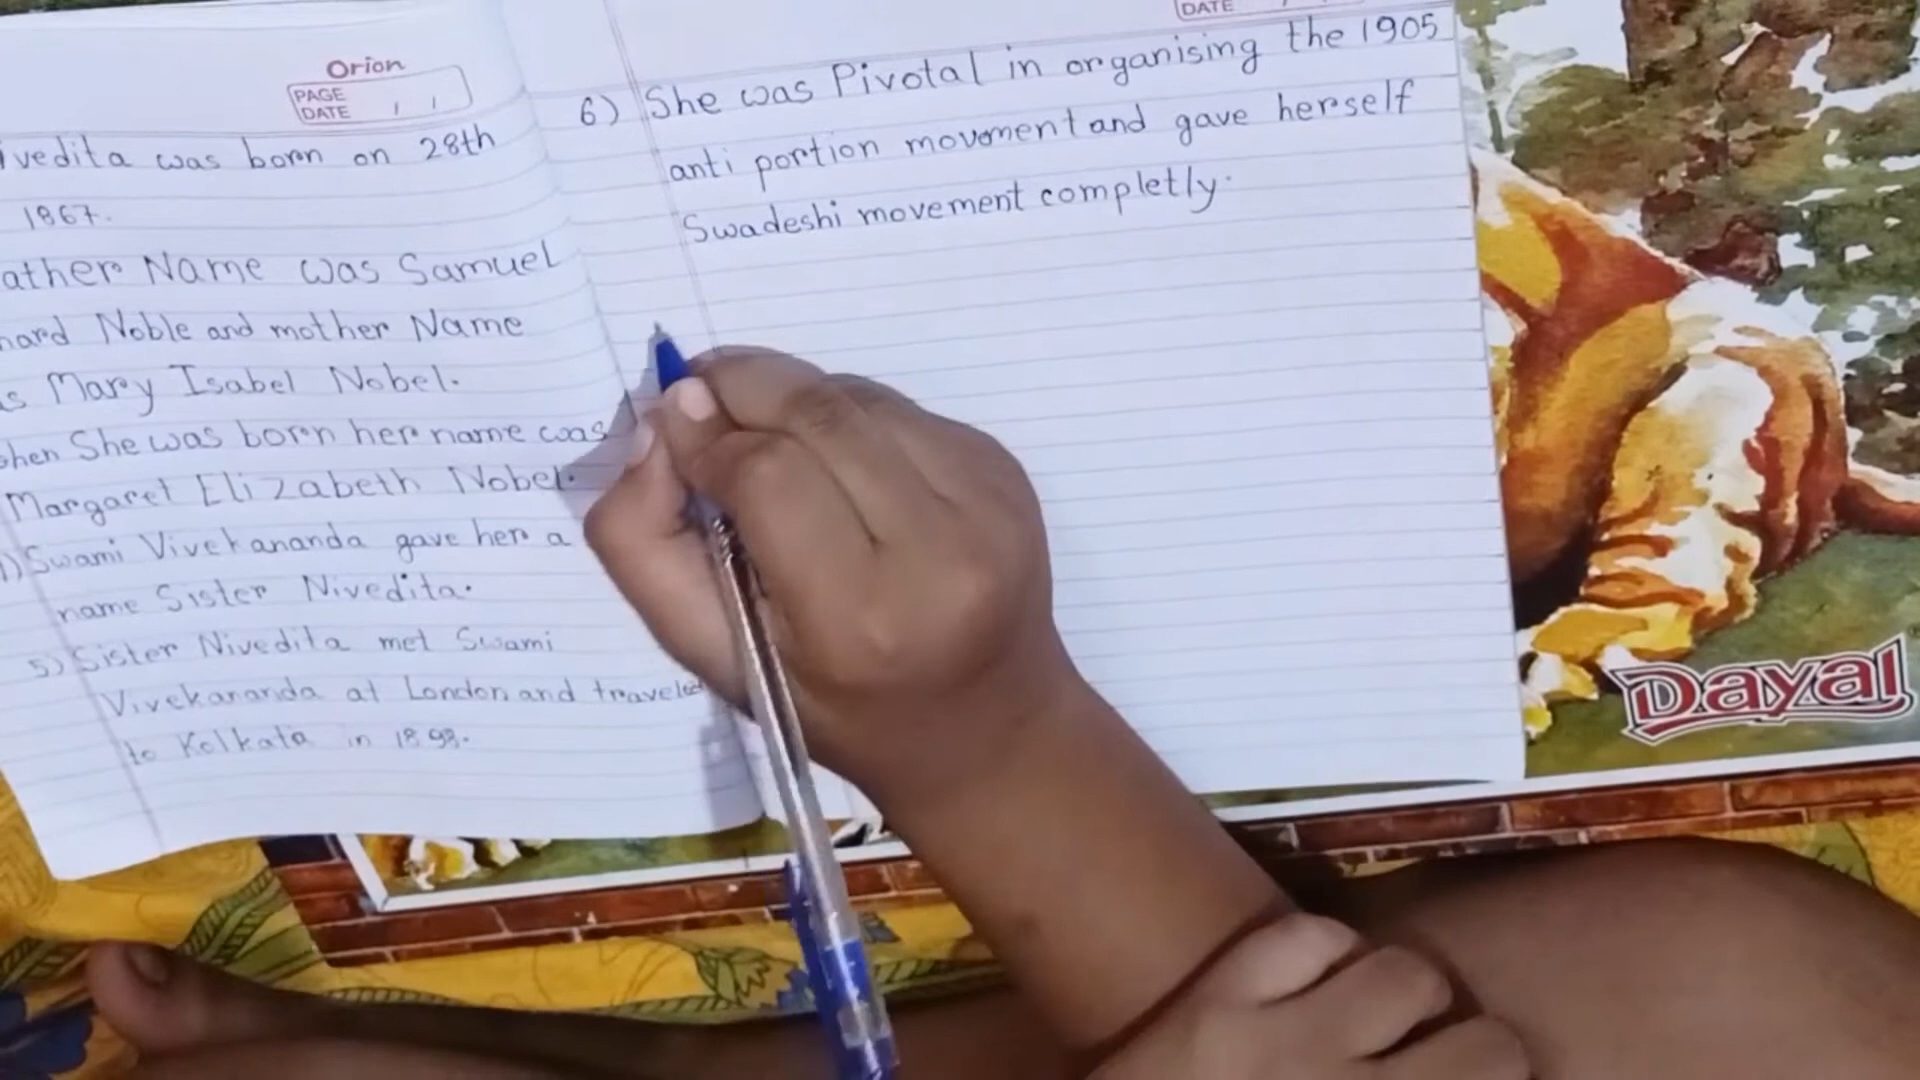 Orion
PAGE
DATE / /
ivedita was born on 28th
1867.
ather Name was Samuel
Noble and mother Name
s Mary Isabel Nobel.
hen She was born her name was
Margaret Elizabeth Nobel.
Swami Vivekananda gave her a
name Sister Nivedita.
5) Sister Nivedita met Swami
Vivekananda at London and travele
to Kolkata in 1898.
DATE
6) She was Pivotal in organising the 1905
anti portion movement and gave herself
Swadeshi movement completly.
Dayal